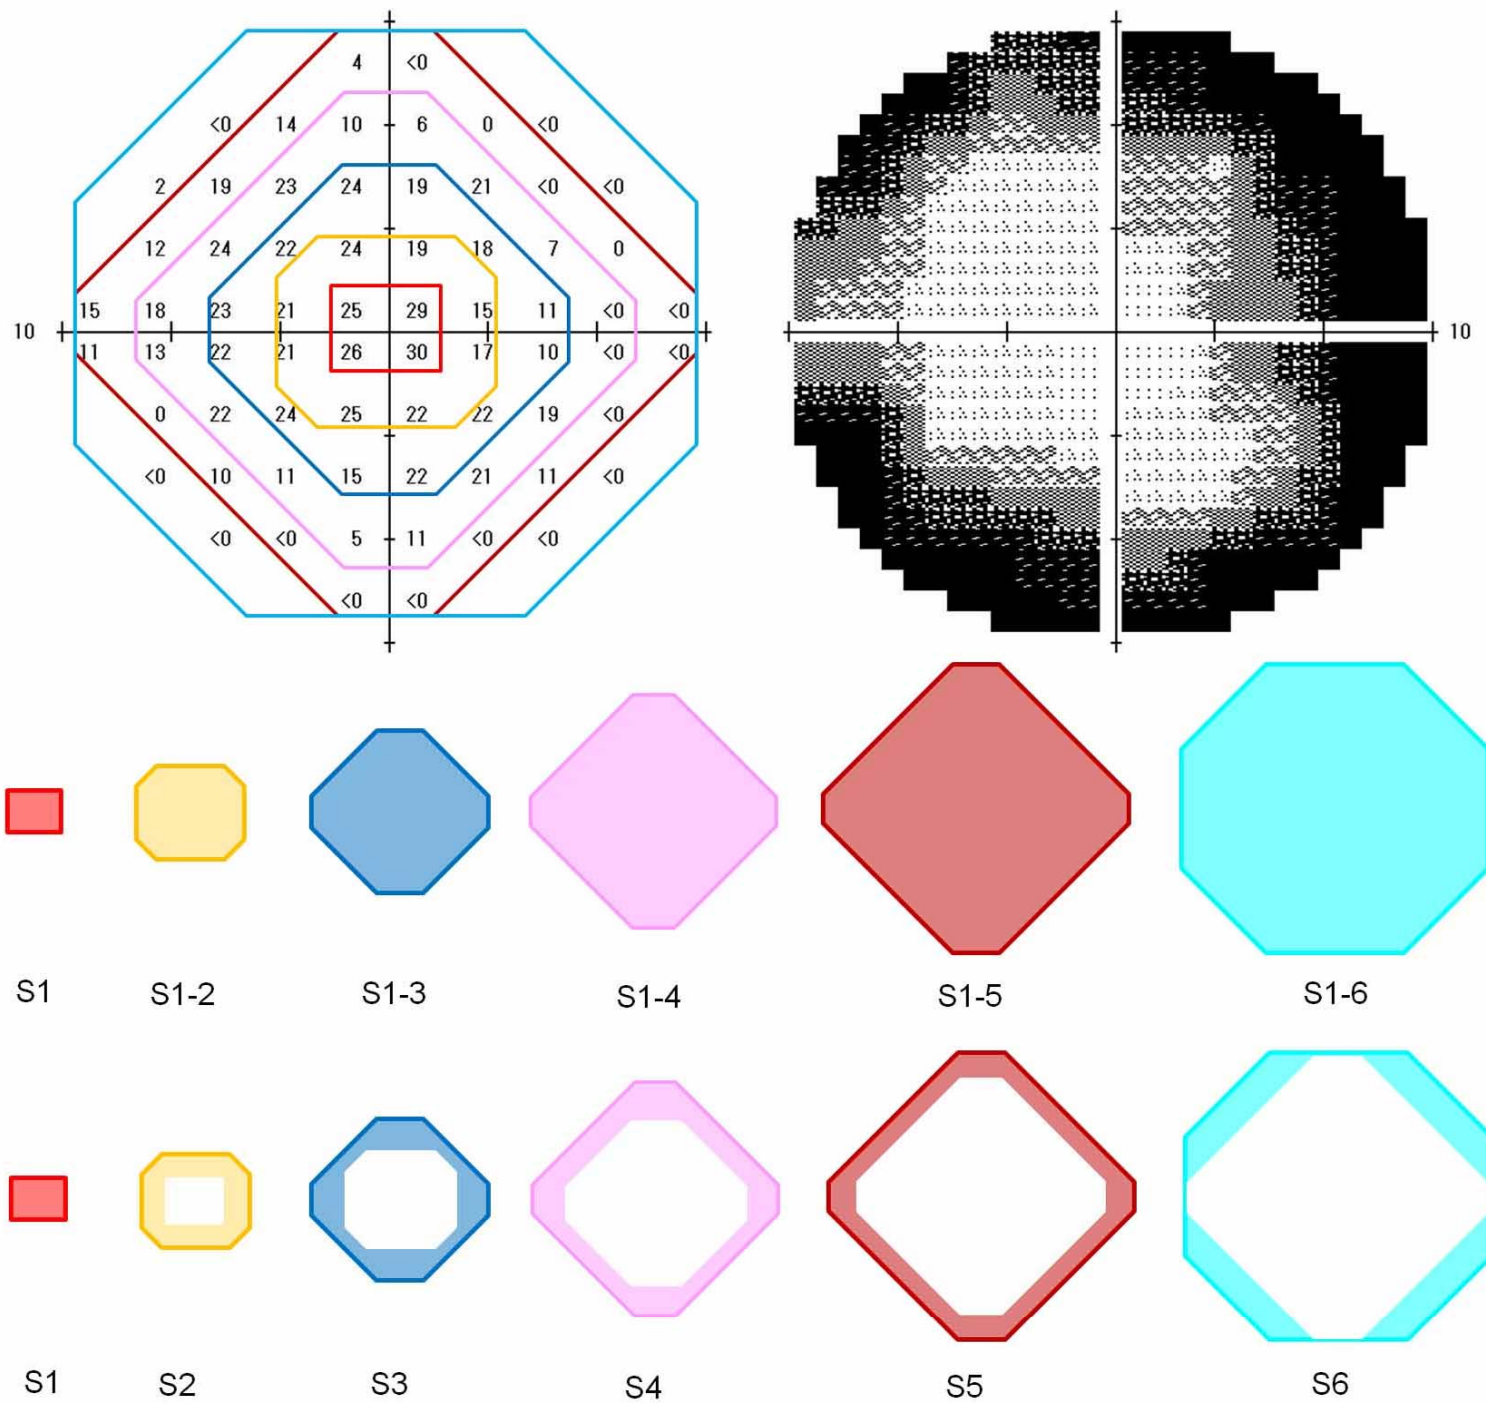 4 <0
<0 14 10 6 0 <0
2 19 23 24 19 21 <0 <0
12 24 22 24 19 18 7 0
15 18 23 21 25 29 15 11 <0 <0
10 10
11 13 22 21 26 30 17 10 <0 <0
0 22 24 25 22 22 19 <0
<0 10 11 15 22 21 11 <0
<0 <0 5 11 <0 <0
<0 <0
S1 S1-2 S1-3 S1-4 S1-5 S1-6
S1 S2 S3 S4 S5 S6